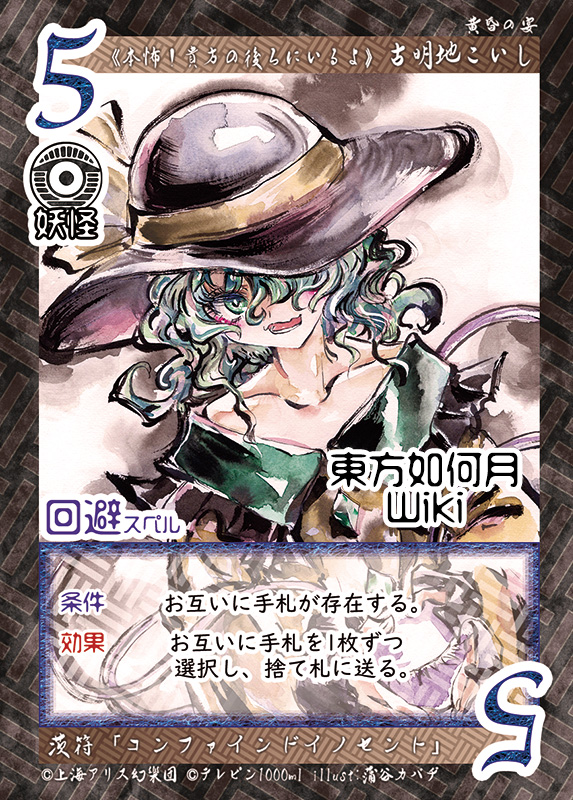 黄昏の宴
5
《本怖!貴方の後ろにいるよ》 古明地こいし
妖怪
東方如何月
Wiki
回避スペル
条件 お互いに手札が存在する。
効果 お互いに手札を1枚ずつ
選択し、捨て札に送る。
5
茨符「コンファインドイノセント」
©上海アリス幻樂団 ©テレピン1000ml illust:蒲谷カバヂ